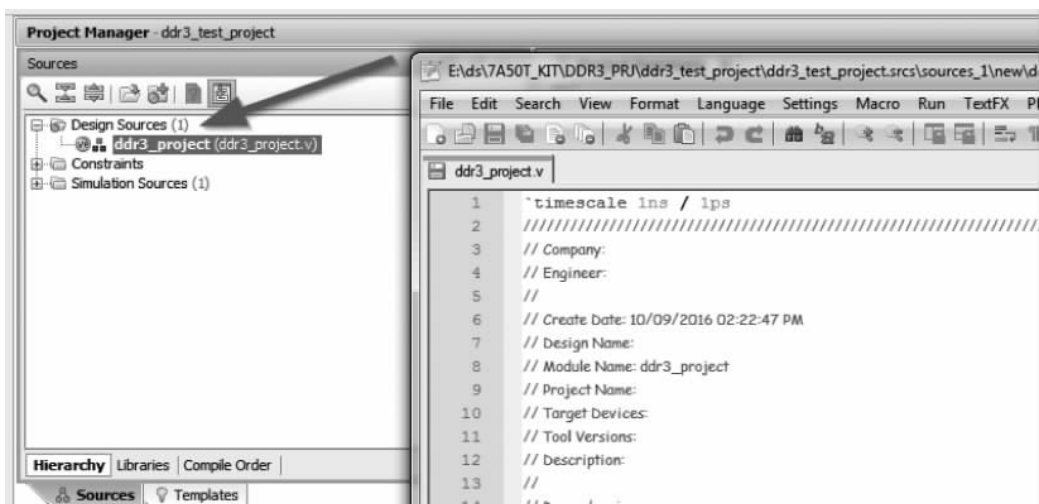 Project Manager - ddr3_test_project
Sources
Design Sources (1)
ddr3_project (ddr3_project.v)
Constraints
Simulation Sources (1)
Hierarchy Libraries Compile Order
Sources Templates
E:\ds\7A50T_KIT\DDR3_PRJ\ddr3_test_project\ddr3_test_project.srcs\sources_1\new\d
File Edit Search View Format Language Settings Macro Run TextFX Pl
ddr3_project.v
1 `timescale 1ns / 1ps
2 //////////////////////////////////////////////////////////////////////
3 // Company:
4 // Engineer:
5 //
6 // Create Date: 10/09/2016 02:22:47 PM
7 // Design Name:
8 // Module Name: ddr3_project
9 // Project Name:
10 // Target Devices:
11 // Tool Versions:
12 // Description:
13 //